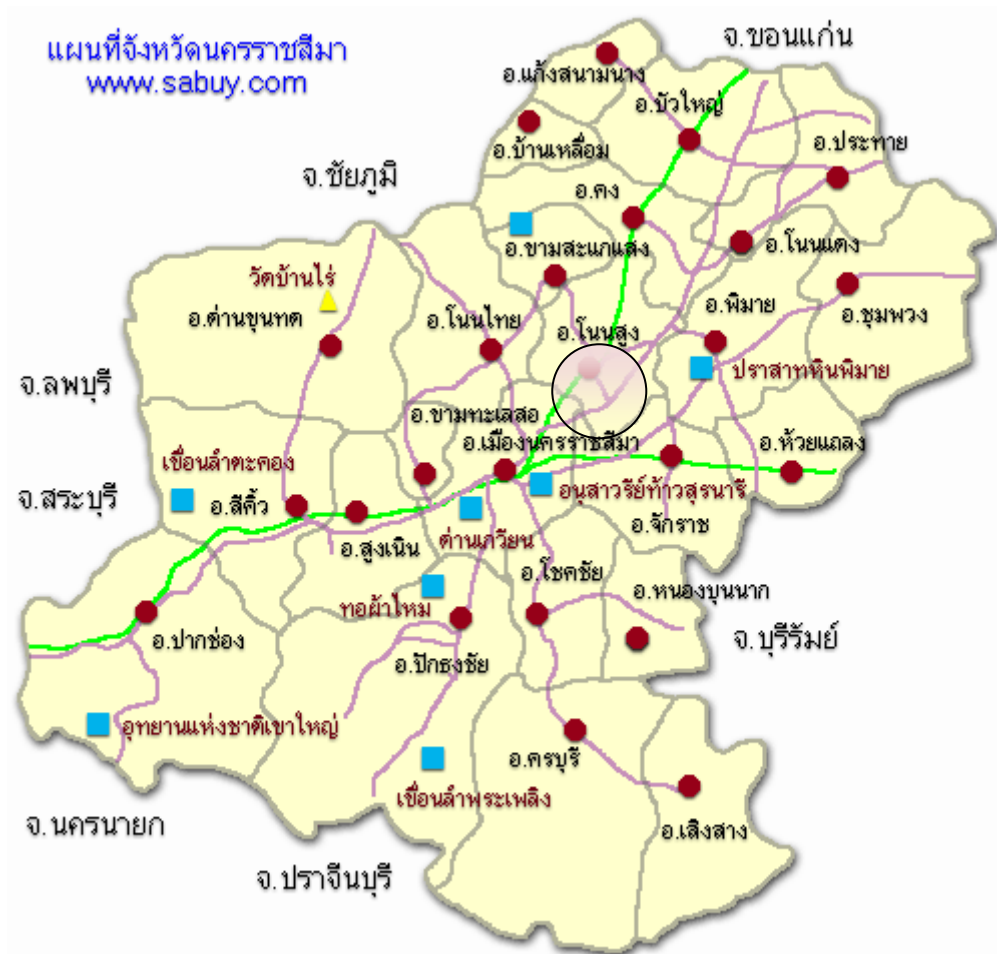 แผนที่จังหวัดนครราชสีมา
www.sabuy.com
จ.ขอนแก่น
อ.แก้งสนามนาง
อ.บัวใหญ่
อ.บ้านเหลื่อม
อ.ประทาย
จ.ชัยภูมิ
อ.คง
อ.ขามสะแกแสง
อ.โนนแดง
วัดบ้านไร่
อ.ด่านขุนทด
อ.โนนไทย
อ.โนนสูง
อ.พิมาย
อ.ชุมพวง
จ.ลพบุรี
ปราสาทหินพิมาย
อ.ขามทะเลสอ
อ.เมืองนครราชสีมา
อ.ห้วยแถลง
เขื่อนลำตะคอง
จ.สระบุรี
อ.สีคิ้ว
อนุสาวรีย์ท้าวสุรนารี
อ.จักราช
อ.สูงเนิน
ด่านเกวียน
อ.โชคชัย
อ.หนองบุนนาก
ทอผ้าไหม
อ.ปากช่อง
จ.บุรีรัมย์
อ.ปักธงชัย
อุทยานแห่งชาติเขาใหญ่
อ.ครบุรี
เขื่อนลำพระเพลิง
จ.นครนายก
อ.เสิงสาง
จ.ปราจีนบุรี